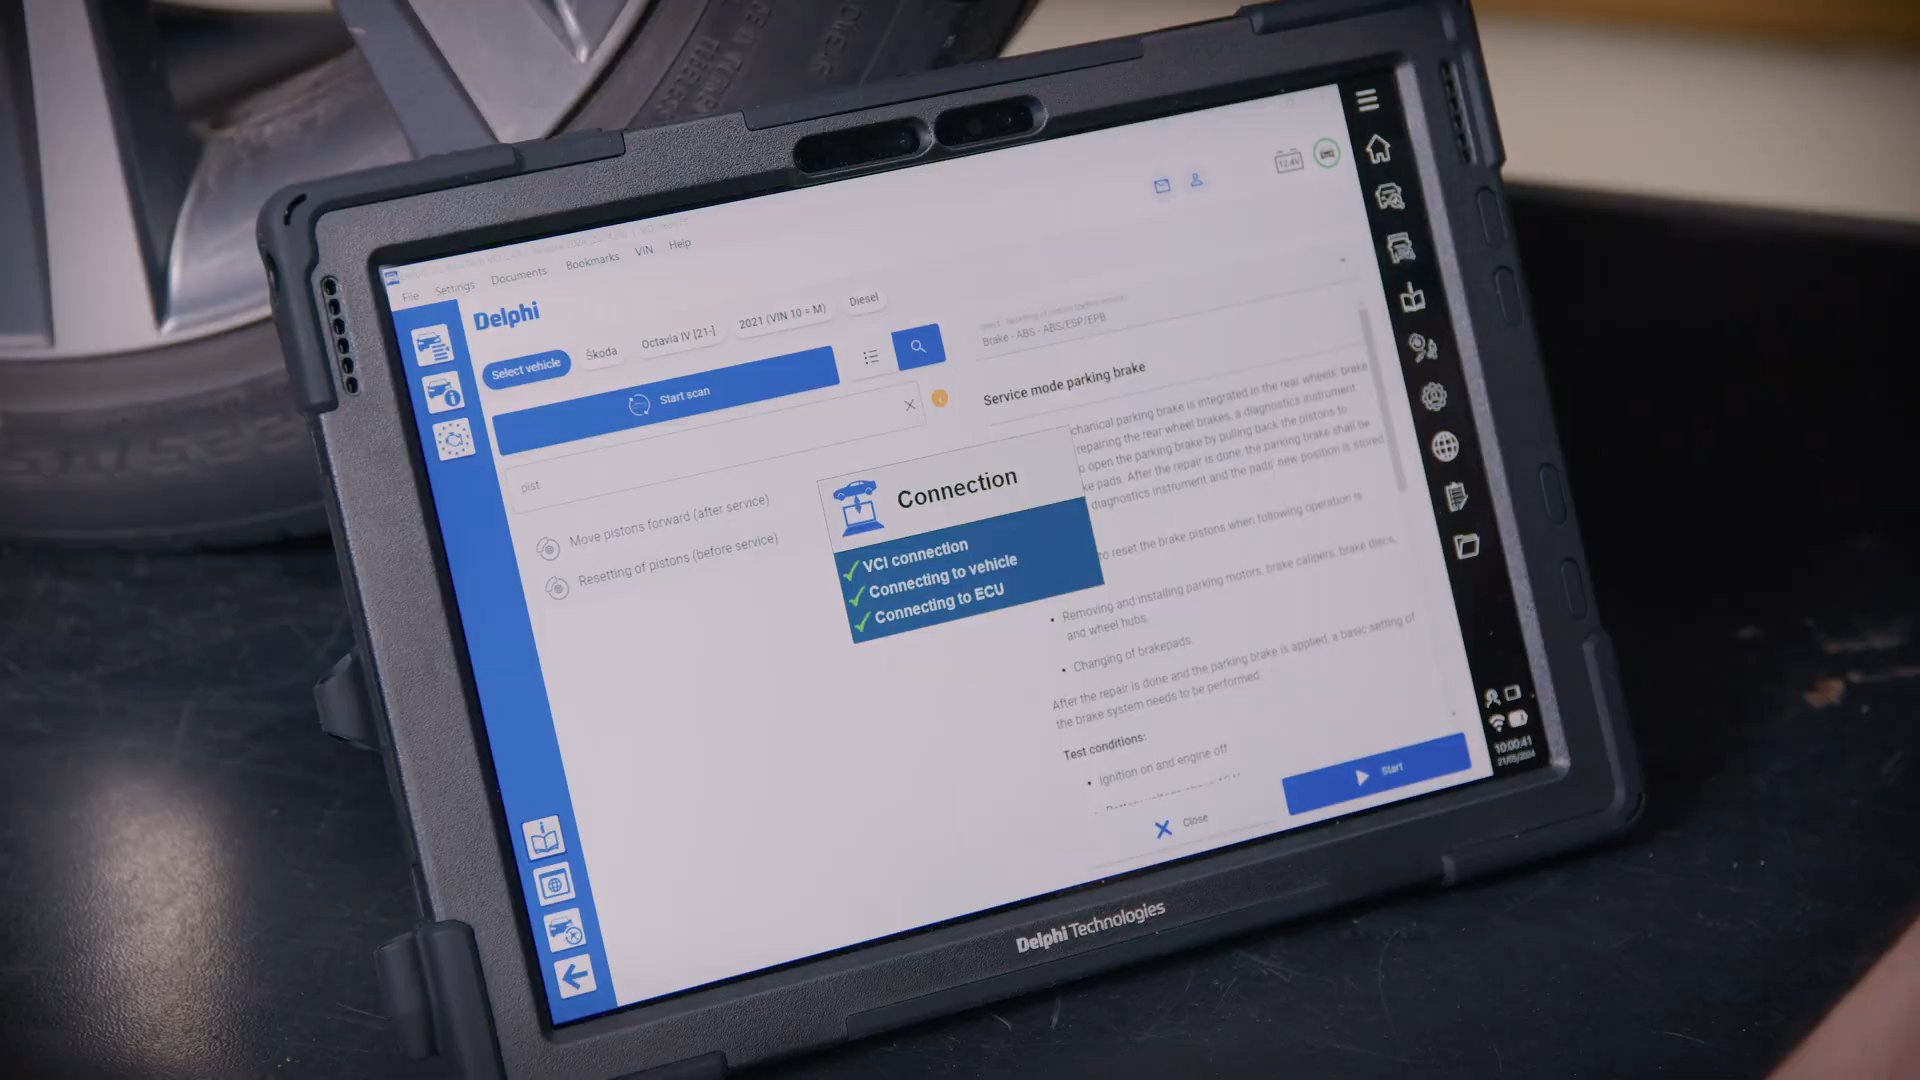 TUBELESS
File Settings Documents Bookmarks VIN Help
12.4V
Delphi
Select vehicle Škoda Octavia IV [21-] 2021 (VIN 10 = M) Diesel
Start scan
pist
Move pistons forward (after service)
Resetting of pistons (before service)
Connection
VCI connection
Connecting to vehicle
Connecting to ECU
Brake - ABS - ABS/ESP/EPB
Service mode parking brake
chanical parking brake is integrated in the rear wheels' brake
repairing the rear wheel brakes, a diagnostics instrument
o open the parking brake by pulling back the pistons to
ke pads. After the repair is done, the parking brake shall be
diagnostics instrument and the pads' new position is stored
to reset the brake pistons when following operation is
• Removing and installing parking motors, brake calipers, brake discs,
and wheel hubs.
• Changing of brakepads.
After the repair is done and the parking brake is applied, a basic setting of
the brake system needs to be performed.
Test conditions:
• Ignition on and engine off.
Close
Start
10:00:41
21/05/2024
Delphi Technologies